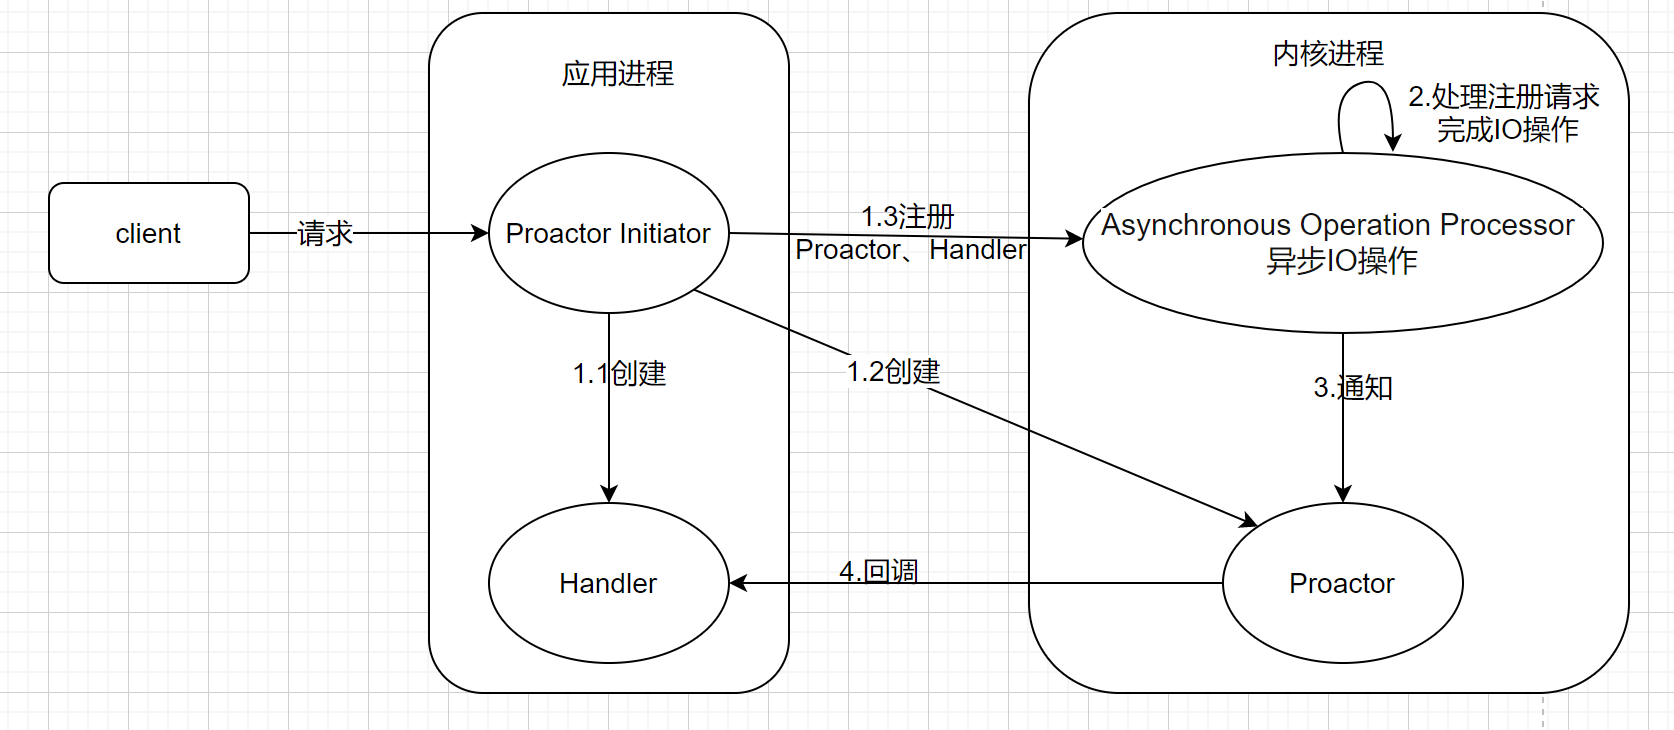 应用进程
内核进程
2.处理注册请求
完成IO操作
client
请求
Proactor Initiator
1.3注册
Proactor、Handler
Asynchronous Operation Processor
异步IO操作
1.1创建
1.2创建
3.通知
Handler
4.回调
Proactor